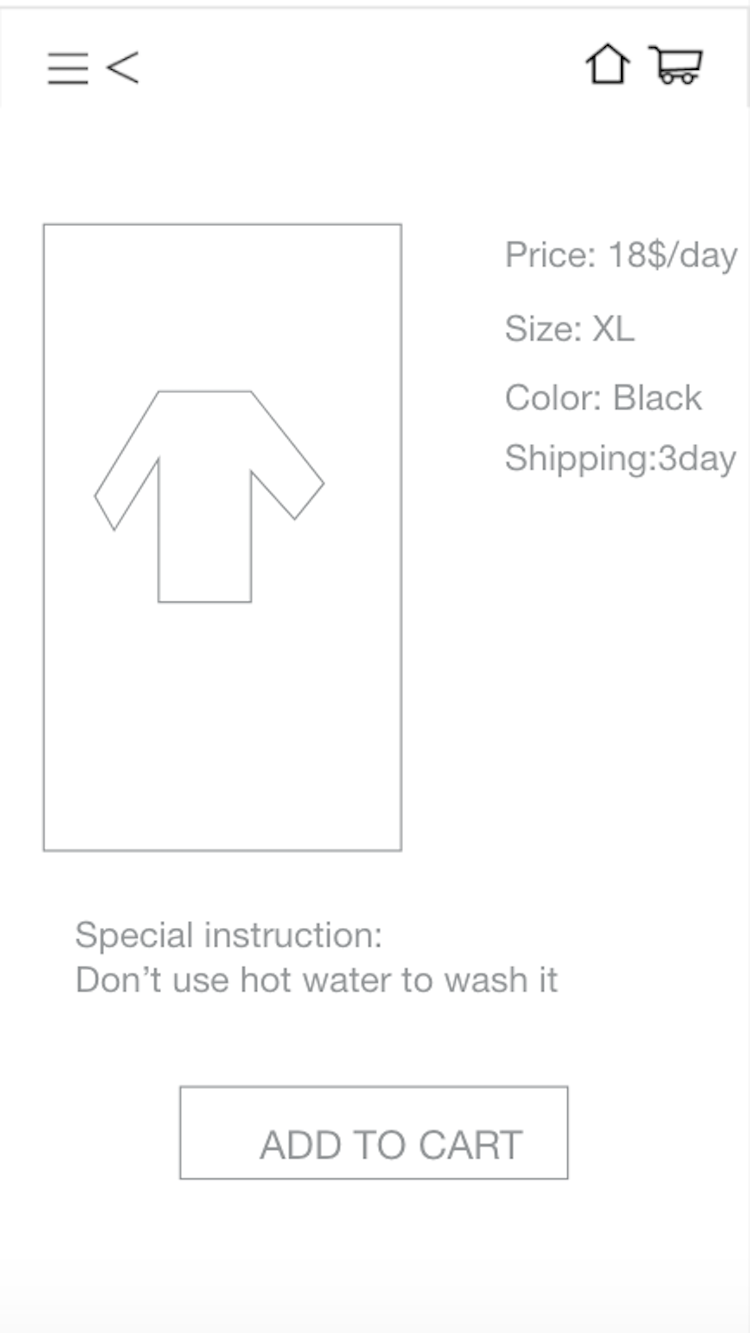 Price: 18$/day
Size: XL
Color: Black
Shipping:3day
Special instruction:
Don’t use hot water to wash it
ADD TO CART